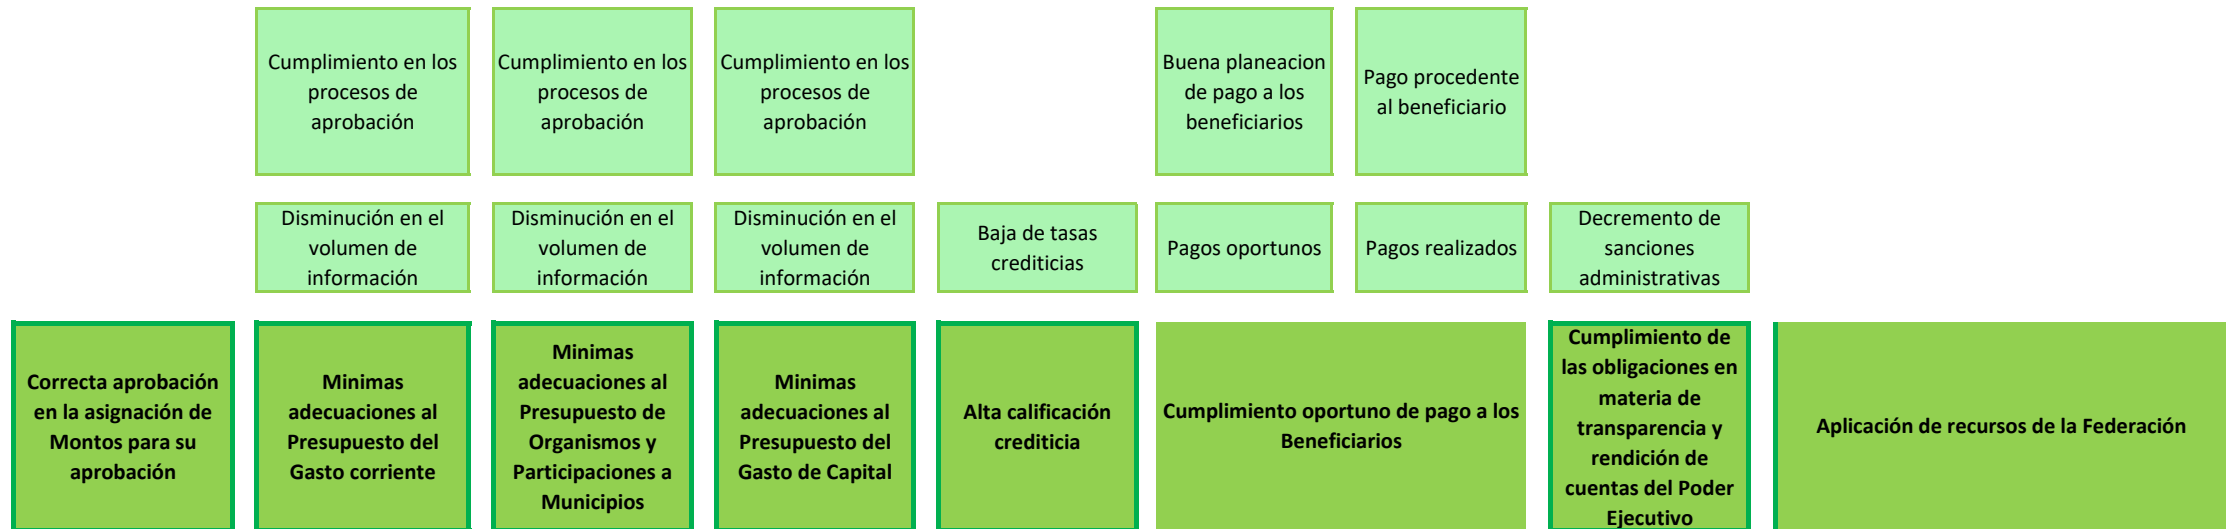 Cumplimiento en los
procesos de
aprobación
Cumplimiento en los
procesos de
aprobación
Cumplimiento en los
procesos de
aprobación
Buena planeacion
de pago a los
beneficiarios
Pago procedente
al beneficiario
Disminución en el
volumen de
información
Disminución en el
volumen de
información
Disminución en el
volumen de
información
Baja de tasas
crediticias
Pagos oportunos
Pagos realizados
Decremento de
sanciones
administrativas
Correcta aprobación
en la asignación de
Montos para su
aprobación
Minimas
adecuaciones al
Presupuesto del
Gasto corriente
Minimas
adecuaciones al
Presupuesto de
Organismos y
Participaciones a
Municipios
Minimas
adecuaciones al
Presupuesto del
Gasto de Capital
Alta calificación
crediticia
Cumplimiento oportuno de pago a los
Beneficiarios
Cumplimiento de
las obligaciones en
materia de
transparencia y
rendición de
cuentas del Poder
Ejecutivo
Aplicación de recursos de la Federación